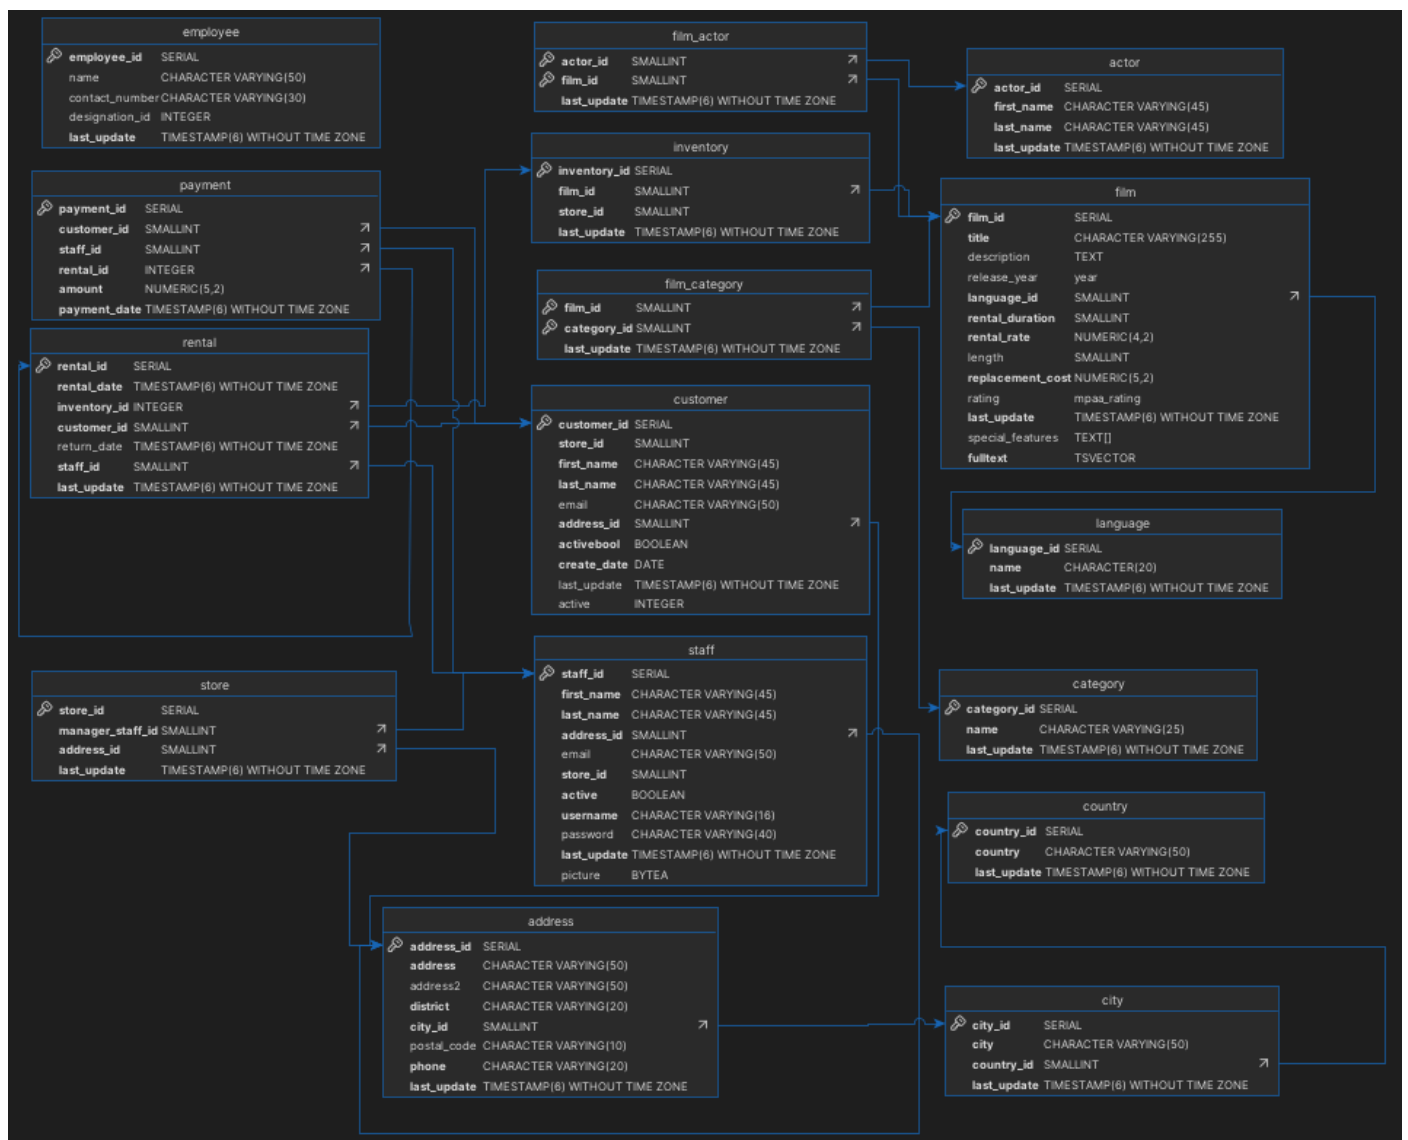 employee
employee_id SERIAL
name CHARACTER VARYING(50)
contact_number CHARACTER VARYING(30)
designation_id INTEGER
last_update TIMESTAMP(6) WITHOUT TIME ZONE
payment
payment_id SERIAL
customer_id SMALLINT
staff_id SMALLINT
rental_id INTEGER
amount NUMERIC(5,2)
payment_date TIMESTAMP(6) WITHOUT TIME ZONE
rental
rental_id SERIAL
rental_date TIMESTAMP(6) WITHOUT TIME ZONE
inventory_id INTEGER
customer_id SMALLINT
return_date TIMESTAMP(6) WITHOUT TIME ZONE
staff_id SMALLINT
last_update TIMESTAMP(6) WITHOUT TIME ZONE
store
store_id SERIAL
manager_staff_id SMALLINT
address_id SMALLINT
last_update TIMESTAMP(6) WITHOUT TIME ZONE
film_actor
actor_id SMALLINT
film_id SMALLINT
last_update TIMESTAMP(6) WITHOUT TIME ZONE
inventory
inventory_id SERIAL
film_id SMALLINT
store_id SMALLINT
last_update TIMESTAMP(6) WITHOUT TIME ZONE
film_category
film_id SMALLINT
category_id SMALLINT
last_update TIMESTAMP(6) WITHOUT TIME ZONE
customer
customer_id SERIAL
store_id SMALLINT
first_name CHARACTER VARYING(45)
last_name CHARACTER VARYING(45)
email CHARACTER VARYING(50)
address_id SMALLINT
activebool BOOLEAN
create_date DATE
last_update TIMESTAMP(6) WITHOUT TIME ZONE
active INTEGER
staff
staff_id SERIAL
first_name CHARACTER VARYING(45)
last_name CHARACTER VARYING(45)
address_id SMALLINT
email CHARACTER VARYING(50)
store_id SMALLINT
active BOOLEAN
username CHARACTER VARYING(16)
password CHARACTER VARYING(40)
last_update TIMESTAMP(6) WITHOUT TIME ZONE
picture BYTEA
address
address_id SERIAL
address CHARACTER VARYING(50)
address2 CHARACTER VARYING(50)
district CHARACTER VARYING(20)
city_id SMALLINT
postal_code CHARACTER VARYING(10)
phone CHARACTER VARYING(20)
last_update TIMESTAMP(6) WITHOUT TIME ZONE
actor
actor_id SERIAL
first_name CHARACTER VARYING(45)
last_name CHARACTER VARYING(45)
last_update TIMESTAMP(6) WITHOUT TIME ZONE
film
film_id SERIAL
title CHARACTER VARYING(255)
description TEXT
release_year year
language_id SMALLINT
rental_duration SMALLINT
rental_rate NUMERIC(4,2)
length SMALLINT
replacement_cost NUMERIC(5,2)
rating mpaa_rating
last_update TIMESTAMP(6) WITHOUT TIME ZONE
special_features TEXT[]
fulltext TSVECTOR
language
language_id SERIAL
name CHARACTER(20)
last_update TIMESTAMP(6) WITHOUT TIME ZONE
category
category_id SERIAL
name CHARACTER VARYING(25)
last_update TIMESTAMP(6) WITHOUT TIME ZONE
country
country_id SERIAL
country CHARACTER VARYING(50)
last_update TIMESTAMP(6) WITHOUT TIME ZONE
city
city_id SERIAL
city CHARACTER VARYING(50)
country_id SMALLINT
last_update TIMESTAMP(6) WITHOUT TIME ZONE